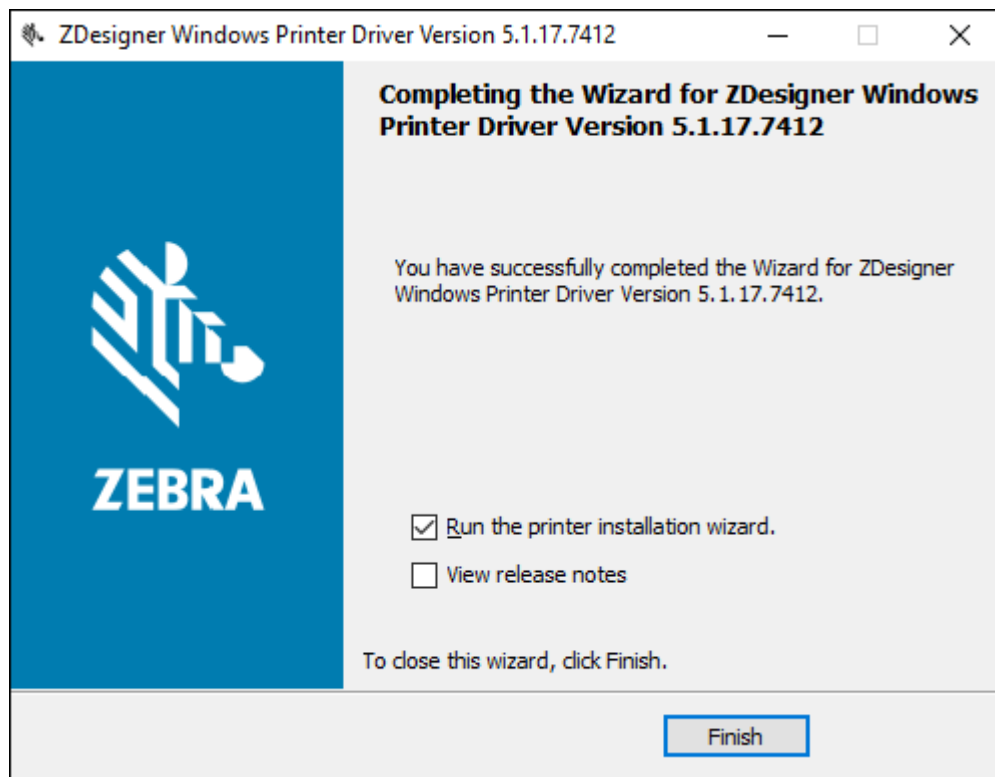 ZDesigner Windows Printer Driver Version 5.1.17.7412
Completing the Wizard for ZDesigner Windows
Printer Driver Version 5.1.17.7412
You have successfully completed the Wizard for ZDesigner
Windows Printer Driver Version 5.1.17.7412.
ZEBRA
Run the printer installation wizard.
View release notes
To close this wizard, click Finish.
Finish